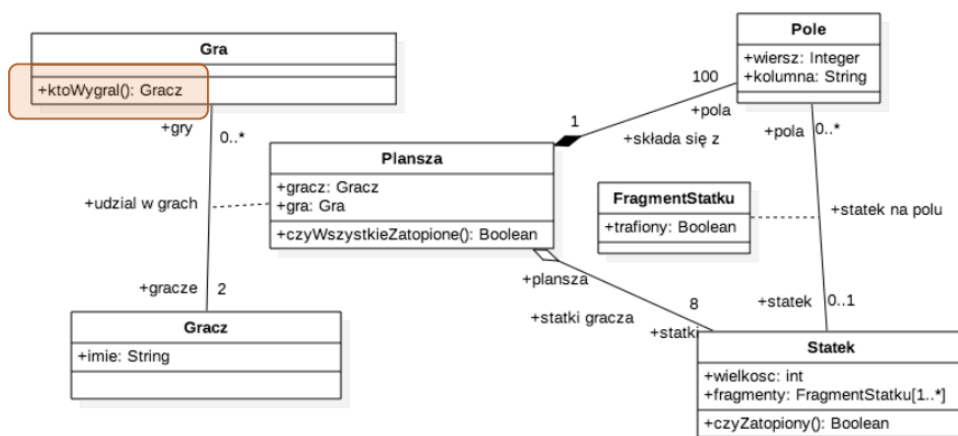 Gra
+ktoWygral(): Gracz
Pole
+wiersz: Integer
+kolumna: String
100
+pola
1
+składa się z
+gry
0..*
+pola
0..*
Plansza
+gracz: Gracz
+gra: Gra
+czyWszystkieZatopione(): Boolean
+udzial w grach
FragmentStatku
+trafiony: Boolean
+statek na polu
+plansza
+gracze
2
8
+statki gracza
+statki
+statek
0..1
Gracz
+imie: String
Statek
+wielkosc: int
+fragmenty: FragmentStatku[1..*]
+czyZatopiony(): Boolean